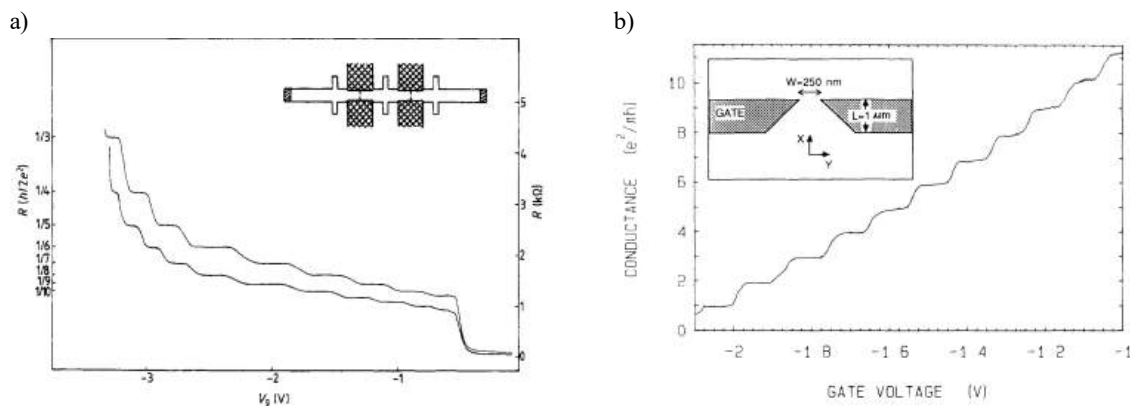 a)
R (h/2e²)
1/3
1/4
1/5
1/6
1/7
1/8
1/9
1/10
5
4
3
2
1
0
R (kΩ)
-3
-2
-1
Vg (V)
b)
CONDUCTANCE (e²/πh)
10
8
6
4
2
0
W=250 nm
GATE
L=1 μm
X
Y
-2
-1 8
-1 6
-1 4
-1 2
-1
GATE VOLTAGE (V)